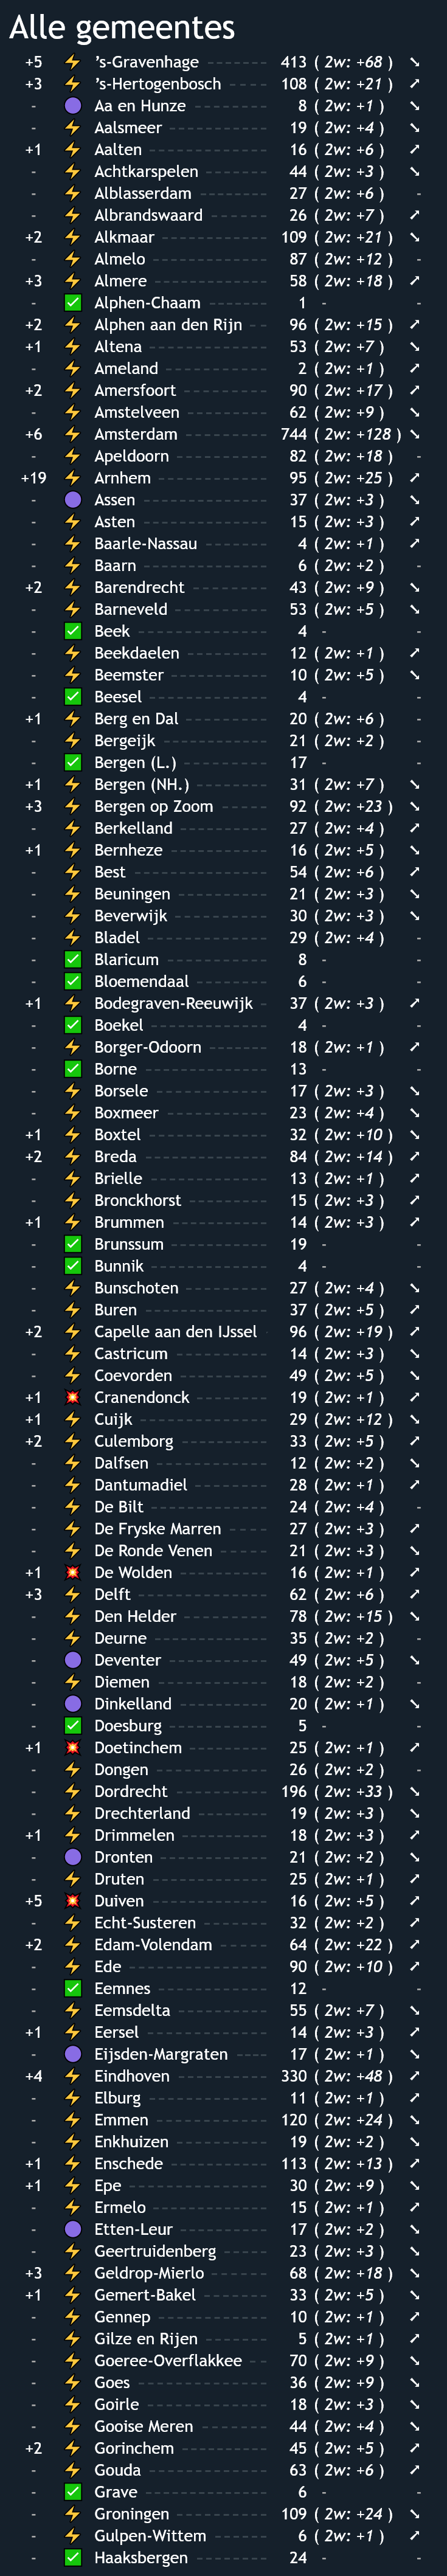 Alle gemeentes
+5 ⚡ ’s-Gravenhage 413 ( 2w: +68 ) ➘
+3 ⚡ ’s-Hertogenbosch 108 ( 2w: +21 ) ➚
- 🟣 Aa en Hunze 8 ( 2w: +1 ) ➘
- ⚡ Aalsmeer 19 ( 2w: +4 ) ➘
+1 ⚡ Aalten 16 ( 2w: +6 ) ➚
- ⚡ Achtkarspelen 44 ( 2w: +3 ) ➘
- ⚡ Alblasserdam 27 ( 2w: +6 ) -
- ⚡ Albrandswaard 26 ( 2w: +7 ) ➚
+2 ⚡ Alkmaar 109 ( 2w: +21 ) ➘
- ⚡ Almelo 87 ( 2w: +12 ) -
+3 ⚡ Almere 58 ( 2w: +18 ) ➚
- ✅ Alphen-Chaam 1 - -
+2 ⚡ Alphen aan den Rijn 96 ( 2w: +15 ) ➚
+1 ⚡ Altena 53 ( 2w: +7 ) ➘
- ⚡ Ameland 2 ( 2w: +1 ) ➚
+2 ⚡ Amersfoort 90 ( 2w: +17 ) ➚
- ⚡ Amstelveen 62 ( 2w: +9 ) ➘
+6 ⚡ Amsterdam 744 ( 2w: +128 ) ➘
- ⚡ Apeldoorn 82 ( 2w: +18 ) -
+19 ⚡ Arnhem 95 ( 2w: +25 ) ➚
- 🟣 Assen 37 ( 2w: +3 ) ➘
- ⚡ Asten 15 ( 2w: +3 ) ➚
- ⚡ Baarle-Nassau 4 ( 2w: +1 ) ➚
- ⚡ Baarn 6 ( 2w: +2 ) -
+2 ⚡ Barendrecht 43 ( 2w: +9 ) ➘
- ⚡ Barneveld 53 ( 2w: +5 ) ➘
- ✅ Beek 4 - -
- ⚡ Beekdaelen 12 ( 2w: +1 ) ➚
- ⚡ Beemster 10 ( 2w: +5 ) ➘
- ✅ Beesel 4 - -
+1 ⚡ Berg en Dal 20 ( 2w: +6 ) -
- ⚡ Bergeijk 21 ( 2w: +2 ) -
- ✅ Bergen (L.) 17 - -
+1 ⚡ Bergen (NH.) 31 ( 2w: +7 ) ➘
+3 ⚡ Bergen op Zoom 92 ( 2w: +23 ) ➘
- ⚡ Berkelland 27 ( 2w: +4 ) ➚
+1 ⚡ Bernheze 16 ( 2w: +5 ) ➘
- ⚡ Best 54 ( 2w: +6 ) ➚
- ⚡ Beuningen 21 ( 2w: +3 ) ➘
- ⚡ Beverwijk 30 ( 2w: +3 ) ➘
- ⚡ Bladel 29 ( 2w: +4 ) -
- ✅ Blaricum 8 - -
- ✅ Bloemendaal 6 - -
+1 ⚡ Bodegraven-Reeuwijk 37 ( 2w: +3 ) ➚
- ✅ Boekel 4 - -
- ⚡ Borger-Odoorn 18 ( 2w: +1 ) ➚
- ✅ Borne 13 - -
- ⚡ Borsele 17 ( 2w: +3 ) ➘
- ⚡ Boxmeer 23 ( 2w: +4 ) ➘
+1 ⚡ Boxtel 32 ( 2w: +10 ) ➘
+2 ⚡ Breda 84 ( 2w: +14 ) ➚
- ⚡ Brielle 13 ( 2w: +1 ) ➚
- ⚡ Bronckhorst 15 ( 2w: +3 ) ➚
+1 ⚡ Brummen 14 ( 2w: +3 ) ➚
- ✅ Brunssum 19 - -
- ✅ Bunnik 4 - -
- ⚡ Bunschoten 27 ( 2w: +4 ) ➘
- ⚡ Buren 37 ( 2w: +5 ) ➚
+2 ⚡ Capelle aan den IJssel 96 ( 2w: +19 ) ➚
- ⚡ Castricum 14 ( 2w: +3 ) ➘
- ⚡ Coevorden 49 ( 2w: +5 ) ➘
+1 💥 Cranendonck 19 ( 2w: +1 ) ➚
+1 ⚡ Cuijk 29 ( 2w: +12 ) ➘
+2 ⚡ Culemborg 33 ( 2w: +5 ) ➚
- ⚡ Dalfsen 12 ( 2w: +2 ) ➘
- ⚡ Dantumadiel 28 ( 2w: +1 ) ➚
- ⚡ De Bilt 24 ( 2w: +4 ) -
- ⚡ De Fryske Marren 27 ( 2w: +3 ) ➚
- ⚡ De Ronde Venen 21 ( 2w: +3 ) ➘
+1 💥 De Wolden 16 ( 2w: +1 ) ➚
+3 ⚡ Delft 62 ( 2w: +6 ) ➚
- ⚡ Den Helder 78 ( 2w: +15 ) ➘
- ⚡ Deurne 35 ( 2w: +2 ) -
- 🟣 Deventer 49 ( 2w: +5 ) ➘
- ⚡ Diemen 18 ( 2w: +2 ) -
- 🟣 Dinkelland 20 ( 2w: +1 ) ➘
- ✅ Doesburg 5 - -
+1 💥 Doetinchem 25 ( 2w: +1 ) ➚
- ⚡ Dongen 26 ( 2w: +2 ) -
- ⚡ Dordrecht 196 ( 2w: +33 ) ➘
- ⚡ Drechterland 19 ( 2w: +3 ) ➘
+1 ⚡ Drimmelen 18 ( 2w: +3 ) ➚
- 🟣 Dronten 21 ( 2w: +2 ) ➘
- ⚡ Druten 25 ( 2w: +1 ) ➚
+5 💥 Duiven 16 ( 2w: +5 ) ➚
- ⚡ Echt-Susteren 32 ( 2w: +2 ) ➚
+2 ⚡ Edam-Volendam 64 ( 2w: +22 ) ➚
- ⚡ Ede 90 ( 2w: +10 ) ➚
- ✅ Eemnes 12 - -
- ⚡ Eemsdelta 55 ( 2w: +7 ) ➘
+1 ⚡ Eersel 14 ( 2w: +3 ) ➚
- 🟣 Eijsden-Margraten 17 ( 2w: +1 ) ➘
+4 ⚡ Eindhoven 330 ( 2w: +48 ) ➚
- ⚡ Elburg 11 ( 2w: +1 ) ➚
- ⚡ Emmen 120 ( 2w: +24 ) ➘
- ⚡ Enkhuizen 19 ( 2w: +2 ) ➘
+1 ⚡ Enschede 113 ( 2w: +13 ) ➚
+1 ⚡ Epe 30 ( 2w: +9 ) ➘
- ⚡ Ermelo 15 ( 2w: +1 ) ➚
- 🟣 Etten-Leur 17 ( 2w: +2 ) ➘
- ⚡ Geertruidenberg 23 ( 2w: +3 ) ➘
+3 ⚡ Geldrop-Mierlo 68 ( 2w: +18 ) ➘
+1 ⚡ Gemert-Bakel 33 ( 2w: +5 ) ➘
- ⚡ Gennep 10 ( 2w: +1 ) ➚
- ⚡ Gilze en Rijen 5 ( 2w: +1 ) ➚
- ⚡ Goeree-Overflakkee 70 ( 2w: +9 ) ➘
- ⚡ Goes 36 ( 2w: +9 ) ➘
- ⚡ Goirle 18 ( 2w: +3 ) ➘
- ⚡ Gooise Meren 44 ( 2w: +4 ) ➘
+2 ⚡ Gorinchem 45 ( 2w: +5 ) ➚
- ⚡ Gouda 63 ( 2w: +6 ) ➚
- ✅ Grave 6 - -
- ⚡ Groningen 109 ( 2w: +24 ) ➘
- ⚡ Gulpen-Wittem 6 ( 2w: +1 ) ➚
- ✅ Haaksbergen 24 - -